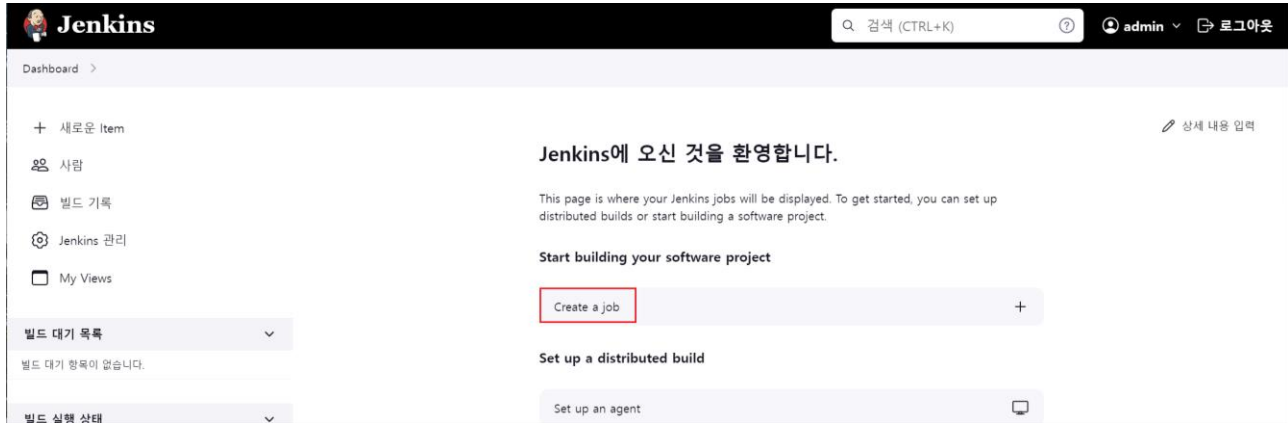 Jenkins
검색 (CTRL+K)
admin
로그아웃
Dashboard
새로운 Item
사람
빌드 기록
Jenkins 관리
My Views
빌드 대기 목록
빌드 대기 항목이 없습니다.
빌드 실행 상태
상세 내용 입력
Jenkins에 오신 것을 환영합니다.
This page is where your Jenkins jobs will be displayed. To get started, you can set up
distributed builds or start building a software project.
Start building your software project
Create a job
Set up a distributed build
Set up an agent